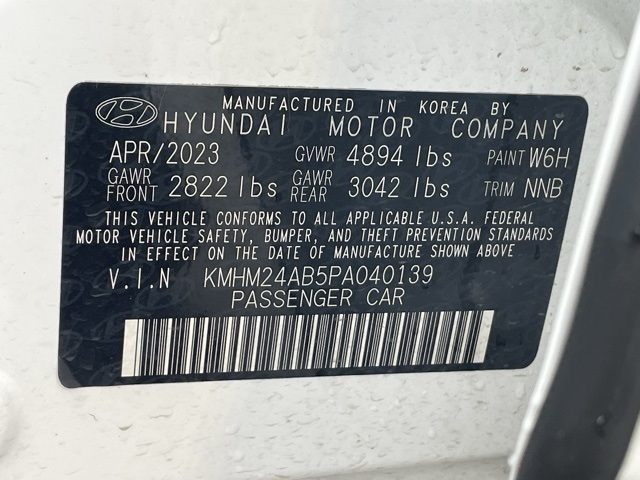 MANUFACTURED IN KOREA BY
HYUNDAI MOTOR COMPANY
APR/2023 GVWR 4894 lbs PAINT W6H
GAWR FRONT 2822 lbs GAWR REAR 3042 lbs TRIM NNB
THIS VEHICLE CONFORMS TO ALL APPLICABLE U.S.A. FEDERAL
MOTOR VEHICLE SAFETY, BUMPER, AND THEFT PREVENTION STANDARDS
IN EFFECT ON THE DATE OF MANUFACTURE SHOWN ABOVE
V.I.N KMHM24AB5PA040139
PASSENGER CAR